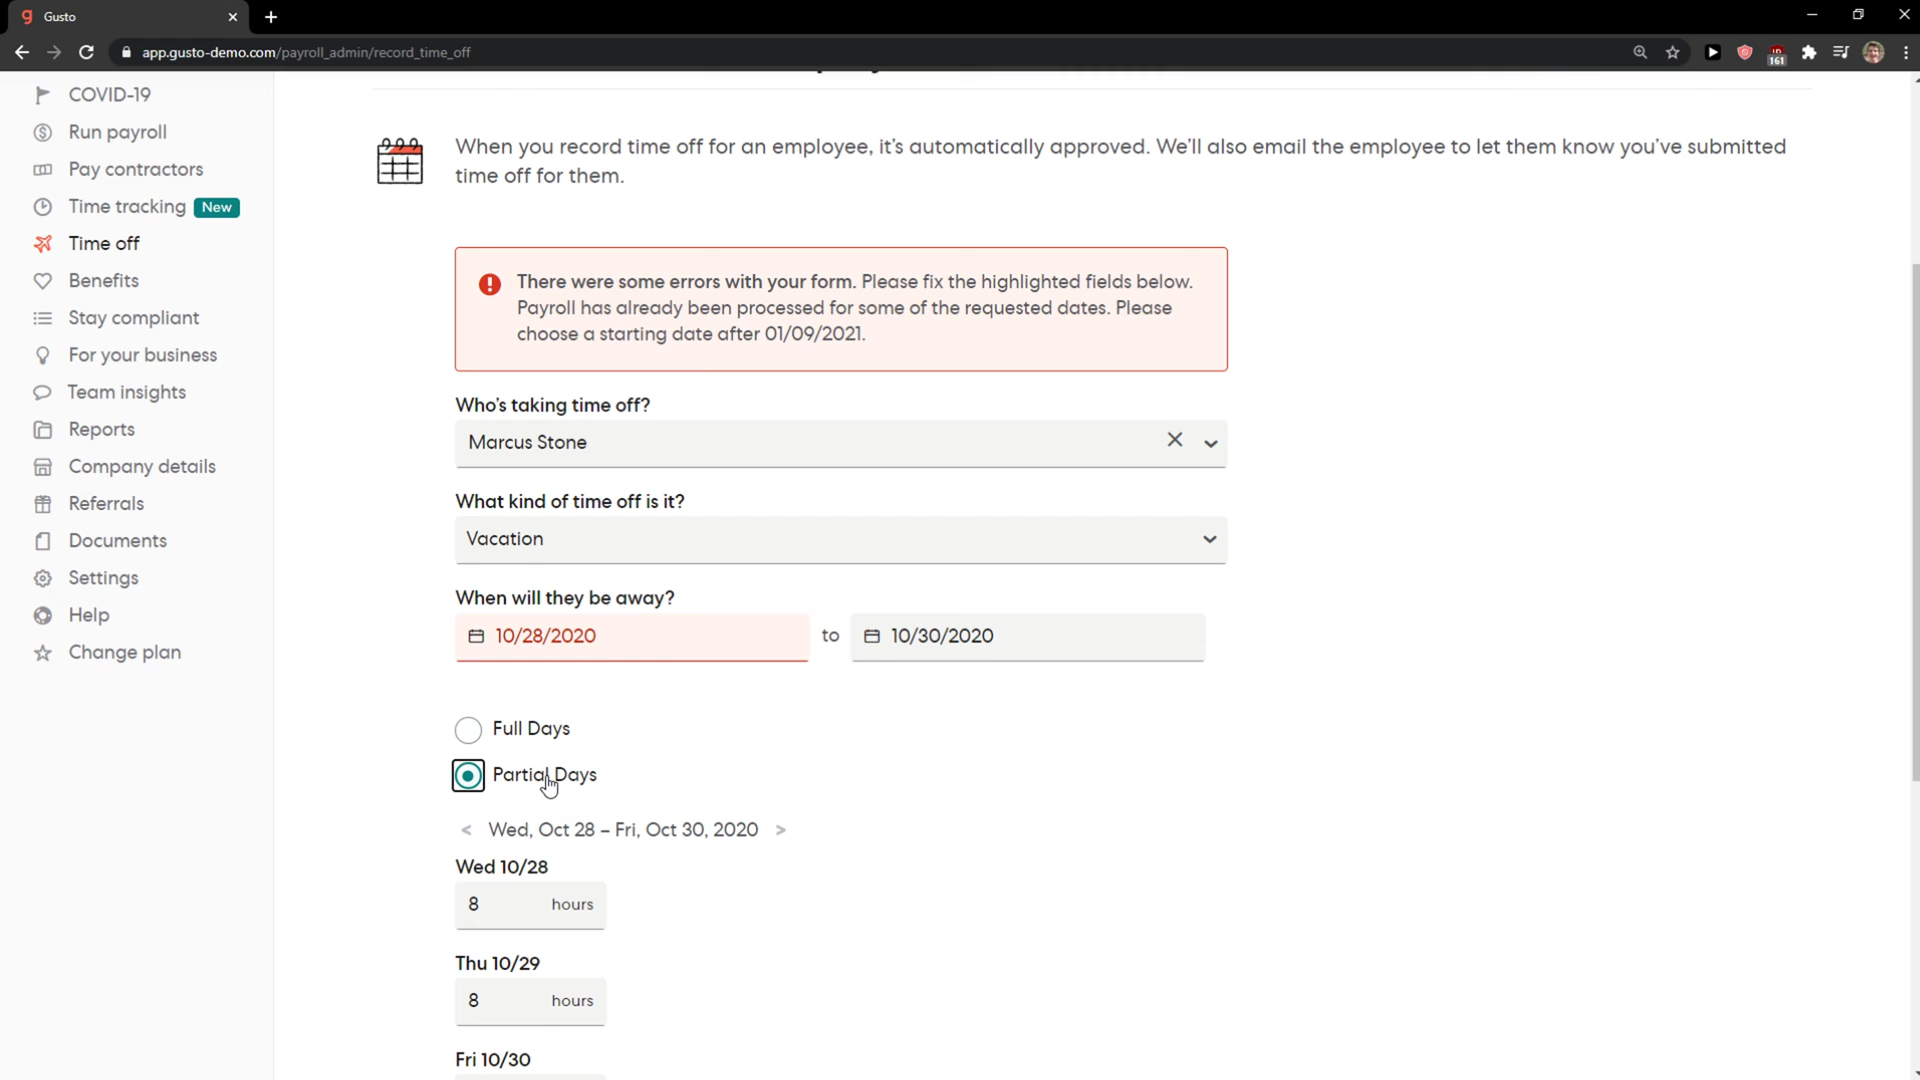 Gusto
app.gusto-demo.com/payroll_admin/record_time_off
161
COVID-19
Run payroll
Pay contractors
Time tracking New
Time off
Benefits
Stay compliant
For your business
Team insights
Reports
Company details
Referrals
Documents
Settings
Help
Change plan
When you record time off for an employee, it's automatically approved. We'll also email the employee to let them know you've submitted
time off for them.
There were some errors with your form. Please fix the highlighted fields below.
Payroll has already been processed for some of the requested dates. Please
choose a starting date after 01/09/2021.
Who's taking time off?
Marcus Stone
What kind of time off is it?
Vacation
When will they be away?
10/28/2020 to 10/30/2020
Full Days
Partial Days
< Wed, Oct 28 – Fri, Oct 30, 2020 >
Wed 10/28
8 hours
Thu 10/29
8 hours
Fri 10/30